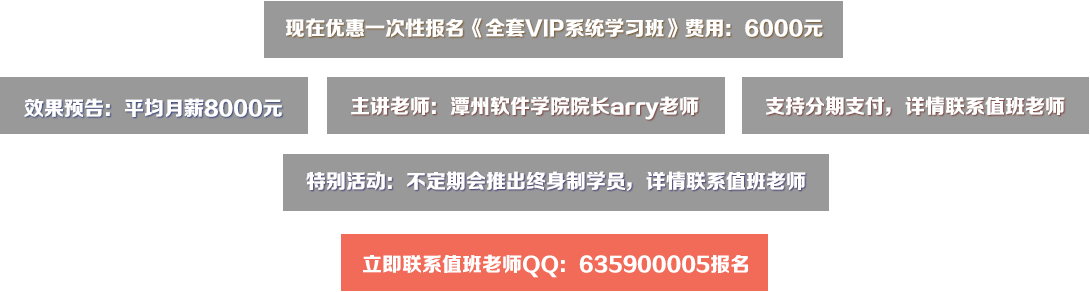 现在优惠一次性报名《全套VIP系统学习班》费用：6000元
效果预告：平均月薪8000元
主讲老师：潭州软件学院院长arry老师
支持分期支付，详情联系值班老师
特别活动：不定期会推出终身制学员，详情联系值班老师
立即联系值班老师QQ：635900005报名